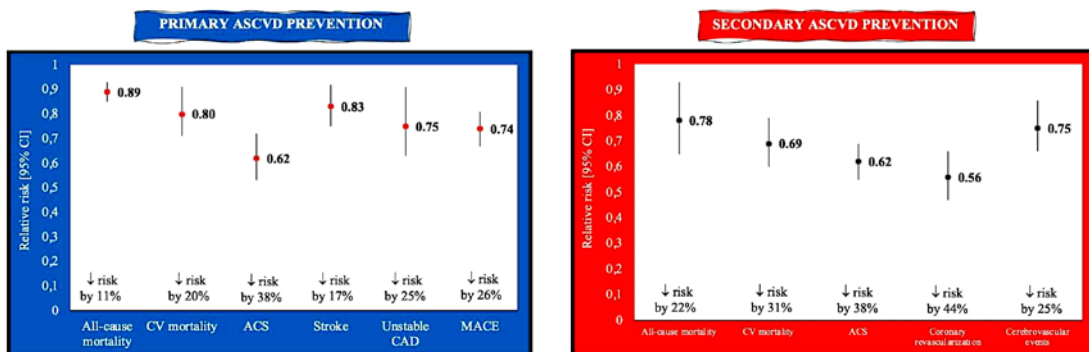 PRIMARY ASCVD PREVENTION
Relative risk [95% CI]
1
0,9
0,8
0,7
0,6
0,5
0,4
0,3
0,2
0,1
0
0.89
0.80
0.62
0.83
0.75
0.74
↓ risk by 11%
↓ risk by 20%
↓ risk by 38%
↓ risk by 17%
↓ risk by 25%
↓ risk by 26%
All-cause mortality
CV mortality
ACS
Stroke
Unstable CAD
MACE
SECONDARY ASCVD PREVENTION
Relative risk [95% CI]
1
0,9
0,8
0,7
0,6
0,5
0,4
0,3
0,2
0,1
0
0.78
0.69
0.62
0.56
0.75
↓ risk by 22%
↓ risk by 31%
↓ risk by 38%
↓ risk by 44%
↓ risk by 25%
All-cause mortality
CV mortality
ACS
Coronary revascularization
Cerebrovascular events